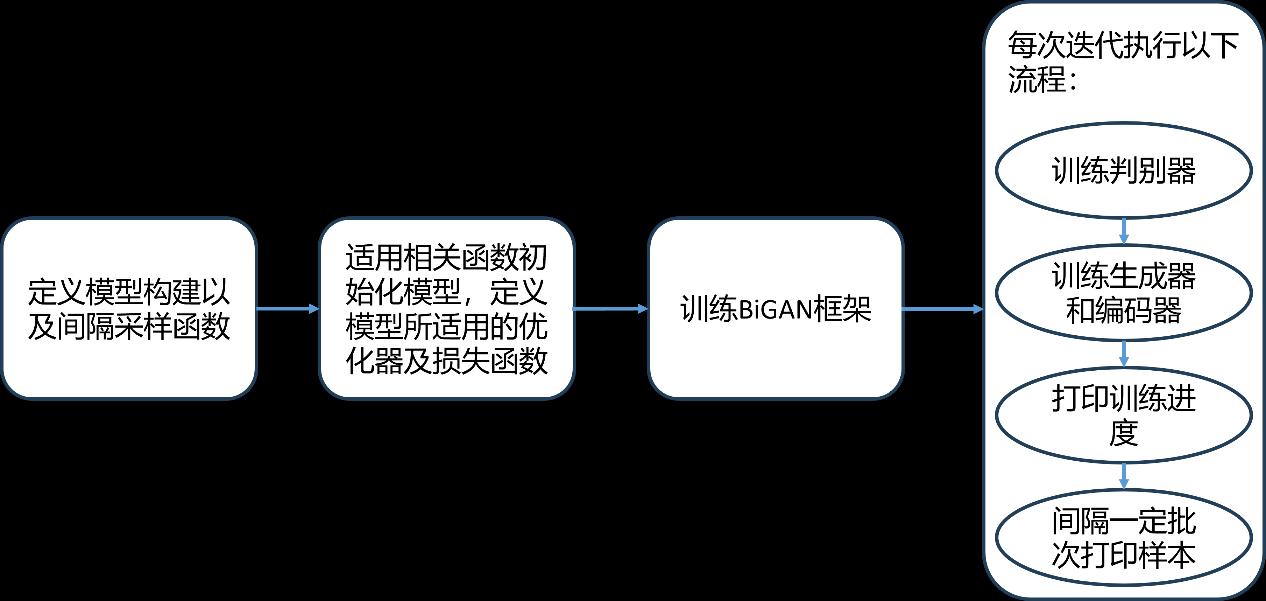 定义模型构建以
及间隔采样函数
适用相关函数初
始化模型，定义
模型所适用的优
化器及损失函数
训练BiGAN框架
每次迭代执行以下
流程：
训练判别器
训练生成器
和编码器
打印训练进
度
间隔一定批
次打印样本